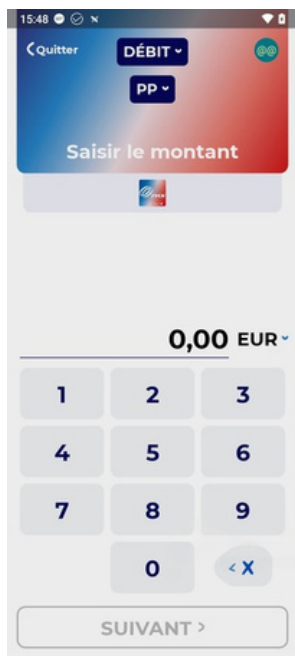 15:48
Quitter
DÉBIT
@@
PP
Saisir le montant
0,00 EUR
1 2 3
4 5 6
7 8 9
0 < X
SUIVANT >